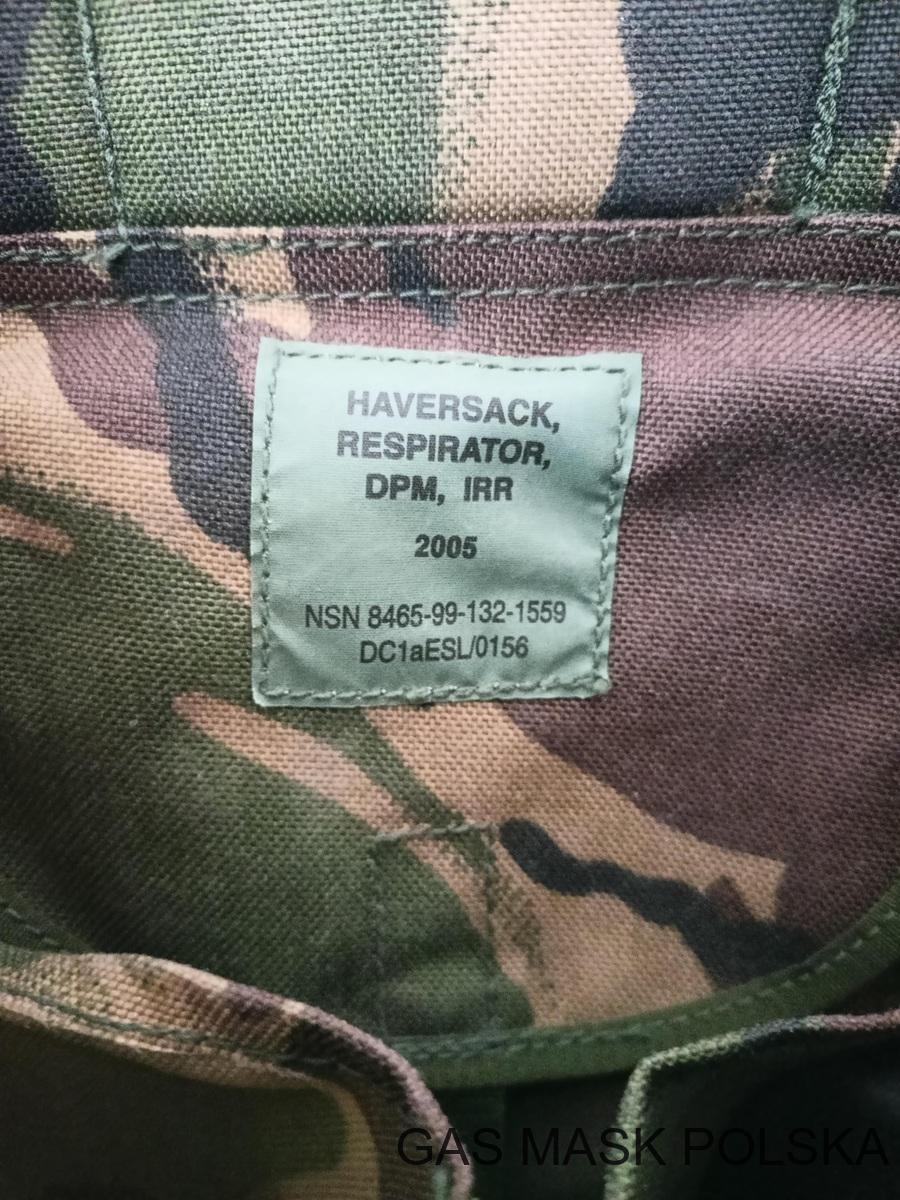 HAVERSACK,
RESPIRATOR,
DPM, IRR
2005
NSN 8465-99-132-1559
DC1aESL/0156
GAS MASK POLSKA